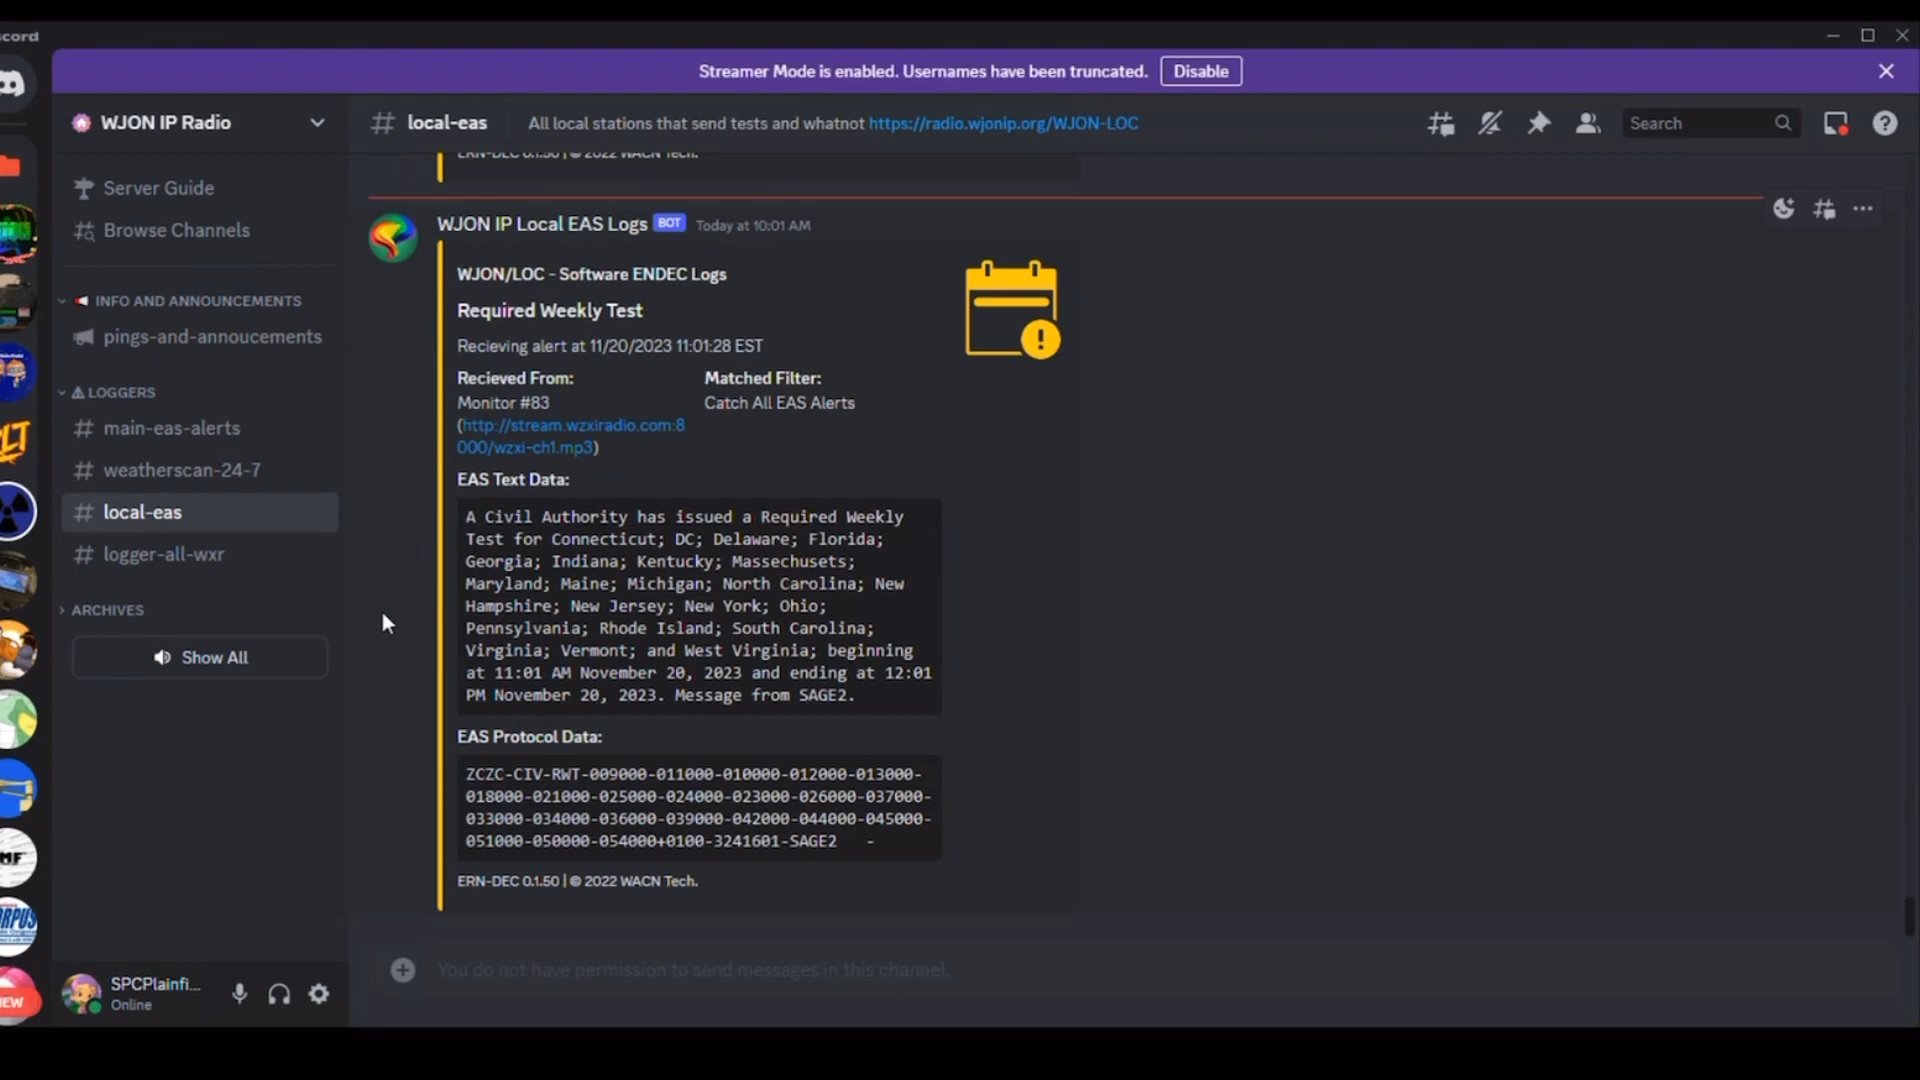 scord
Streamer Mode is enabled. Usernames have been truncated. Disable
WJON IP Radio
local-eas
All local stations that send tests and whatnot https://radio.wjonip.org/WJON-LOC
Search
Server Guide
Browse Channels
INFO AND ANNOUNCEMENTS
pings-and-annoucements
LOGGERS
main-eas-alerts
weatherscan-24-7
local-eas
logger-all-wxr
ARCHIVES
Show All
SPCPlainfi...
Online
NEW
ERN-DEC 0.1.50 | © 2022 WACN Tech.
WJON IP Local EAS Logs BOT Today at 10:01 AM
WJON/LOC - Software ENDEC Logs
Required Weekly Test
Recieving alert at 11/20/2023 11:01:28 EST
Recieved From:
Monitor #83
(http://stream.wzxiradio.com:8
000/wzxi-ch1.mp3)
Matched Filter:
Catch All EAS Alerts
EAS Text Data:
A Civil Authority has issued a Required Weekly
Test for Connecticut; DC; Delaware; Florida;
Georgia; Indiana; Kentucky; Massechusets;
Maryland; Maine; Michigan; North Carolina; New
Hampshire; New Jersey; New York; Ohio;
Pennsylvania; Rhode Island; South Carolina;
Virginia; Vermont; and West Virginia; beginning
at 11:01 AM November 20, 2023 and ending at 12:01
PM November 20, 2023. Message from SAGE2.
EAS Protocol Data:
ZCZC-CIV-RWT-009000-011000-010000-012000-013000-
018000-021000-025000-024000-023000-026000-037000-
033000-034000-036000-039000-042000-044000-045000-
051000-050000-054000+0100-3241601-SAGE2   -
ERN-DEC 0.1.50 | © 2022 WACN Tech.
You do not have permission to send messages in this channel.